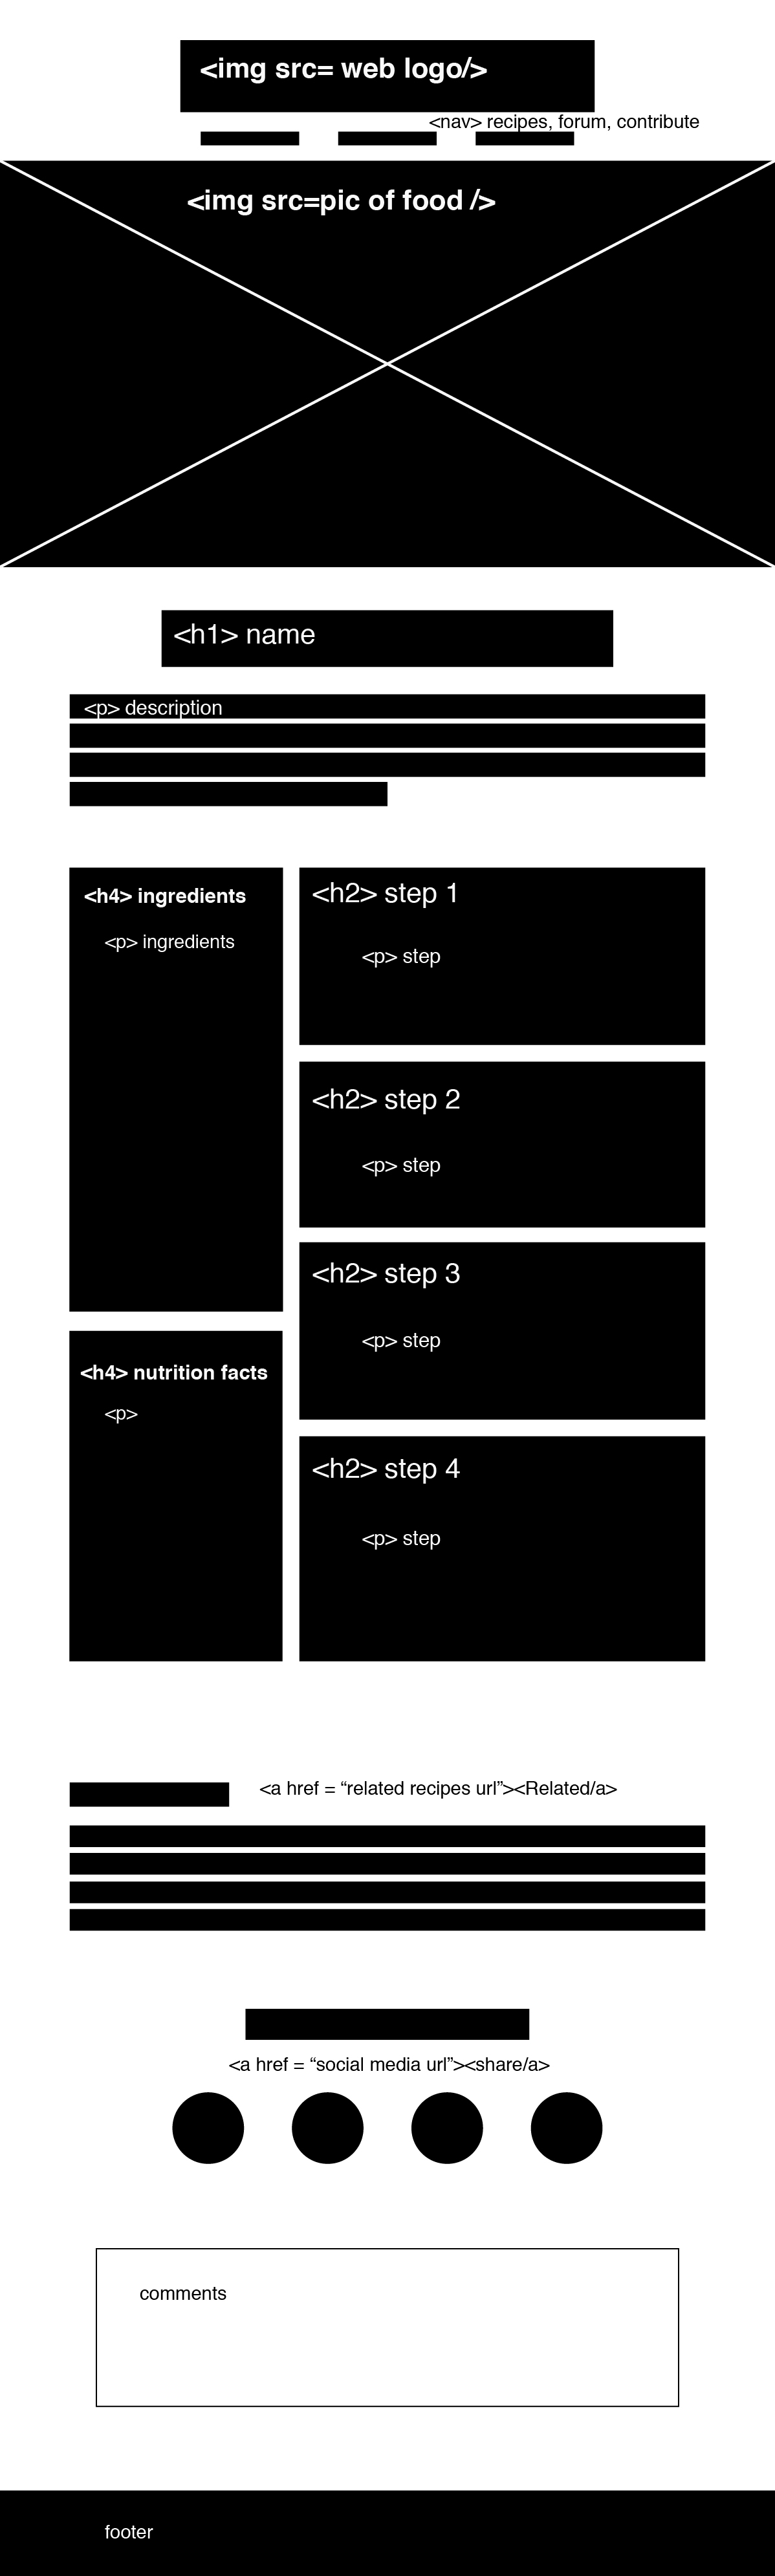 <img src= web logo/>
<nav> recipes, forum, contribute
<img src=pic of food />
<h1> name
<p> description
<h4> ingredients
<p> ingredients
<h2> step 1
<p> step
<h2> step 2
<p> step
<h2> step 3
<p> step
<h4> nutrition facts
<p>
<h2> step 4
<p> step
<a href = “related recipes url”><Related/a>
<a href = “social media url”><share/a>
comments
footer